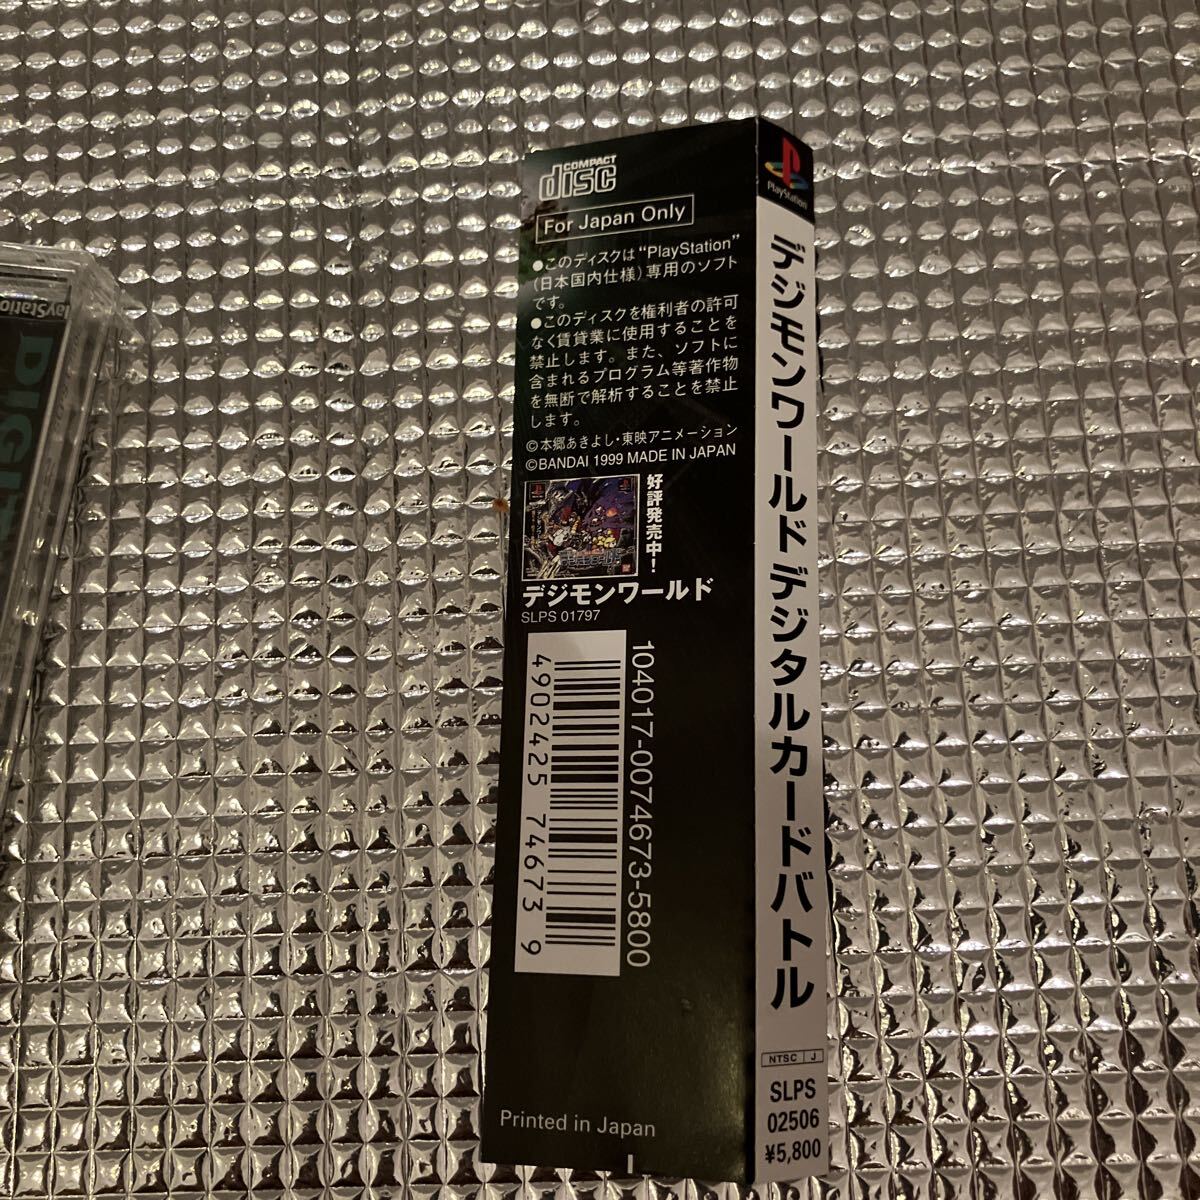 COMPACT
disc
For Japan Only
●このディスクは“PlayStation”
(日本国内仕様)専用のソフト
です。
●このディスクを権利者の許可
なく賃貸業に使用することを
禁止します。また、ソフトに
含まれるプログラム等著作物
を無断で解析することを禁止
します。
©本郷あきよし・東映アニメーション
©BANDAI 1999 MADE IN JAPAN
好評発売中!
デジモンワールド
SLPS 01797
104017-0074673-5800
4902425 746739
Printed in Japan
PlayStation
デジモンワールド デジタルカードバトル
NTSC J
SLPS
02506
¥5,800